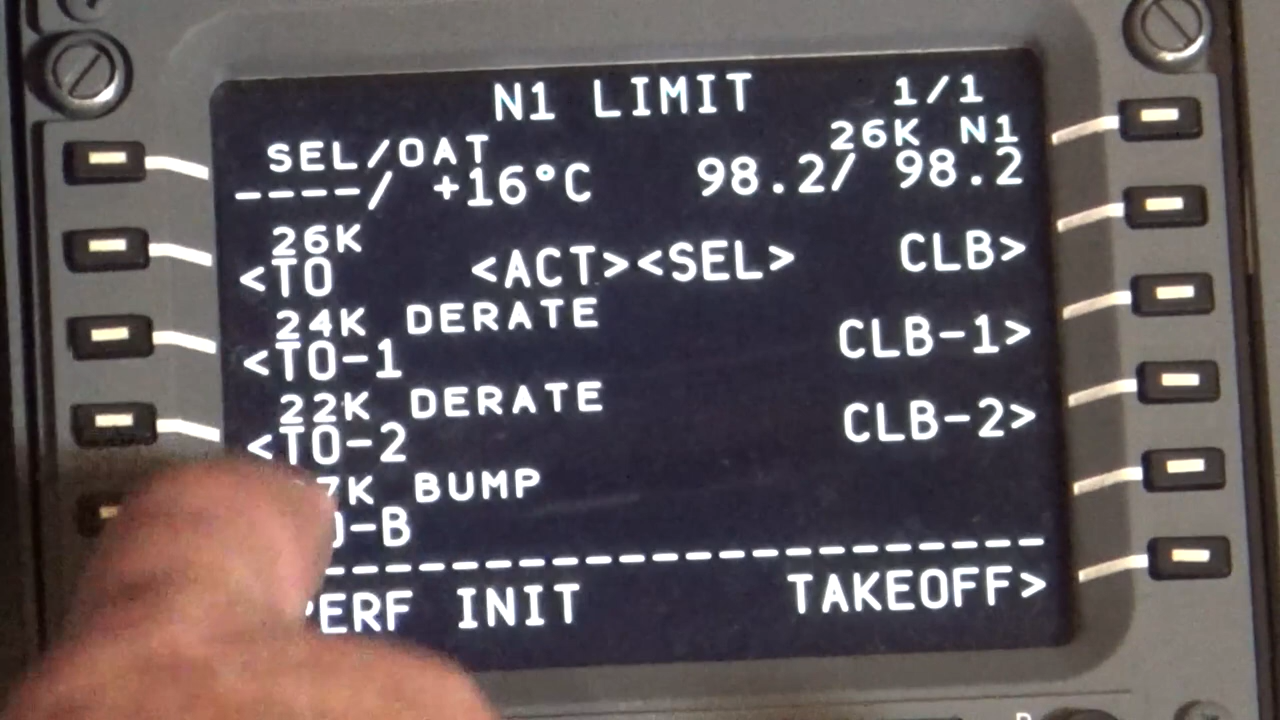 N1 LIMIT 1/1
SEL/OAT 26K N1
----/ +16°C 98.2/ 98.2
26K
<TO <ACT><SEL> CLB>
24K DERATE
<TO-1 CLB-1>
22K DERATE
<TO-2 CLB-2>
7K BUMP
O-B
--------------------
PERF INIT TAKEOFF>